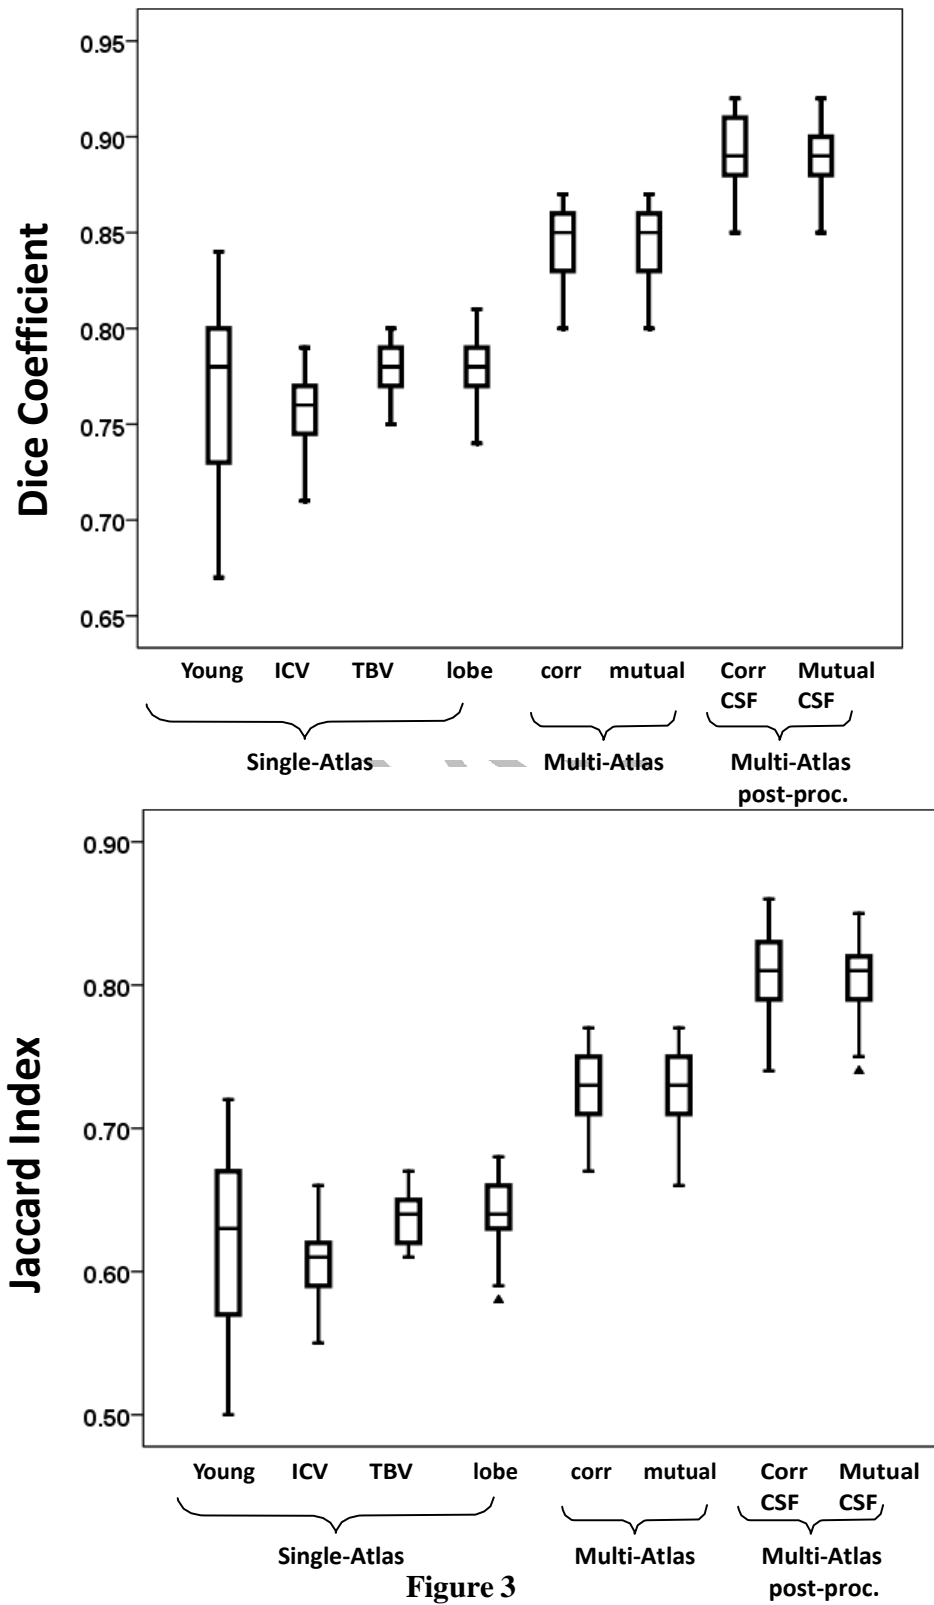 Dice Coefficient
0.95
0.90
0.85
0.80
0.75
0.70
0.65
Young ICV TBV lobe corr mutual Corr CSF Mutual CSF
Single-Atlas Multi-Atlas Multi-Atlas post-proc.
Jaccard Index
0.90
0.80
0.70
0.60
0.50
Young ICV TBV lobe corr mutual Corr CSF Mutual CSF
Single-Atlas Multi-Atlas Multi-Atlas post-proc.
Figure 3